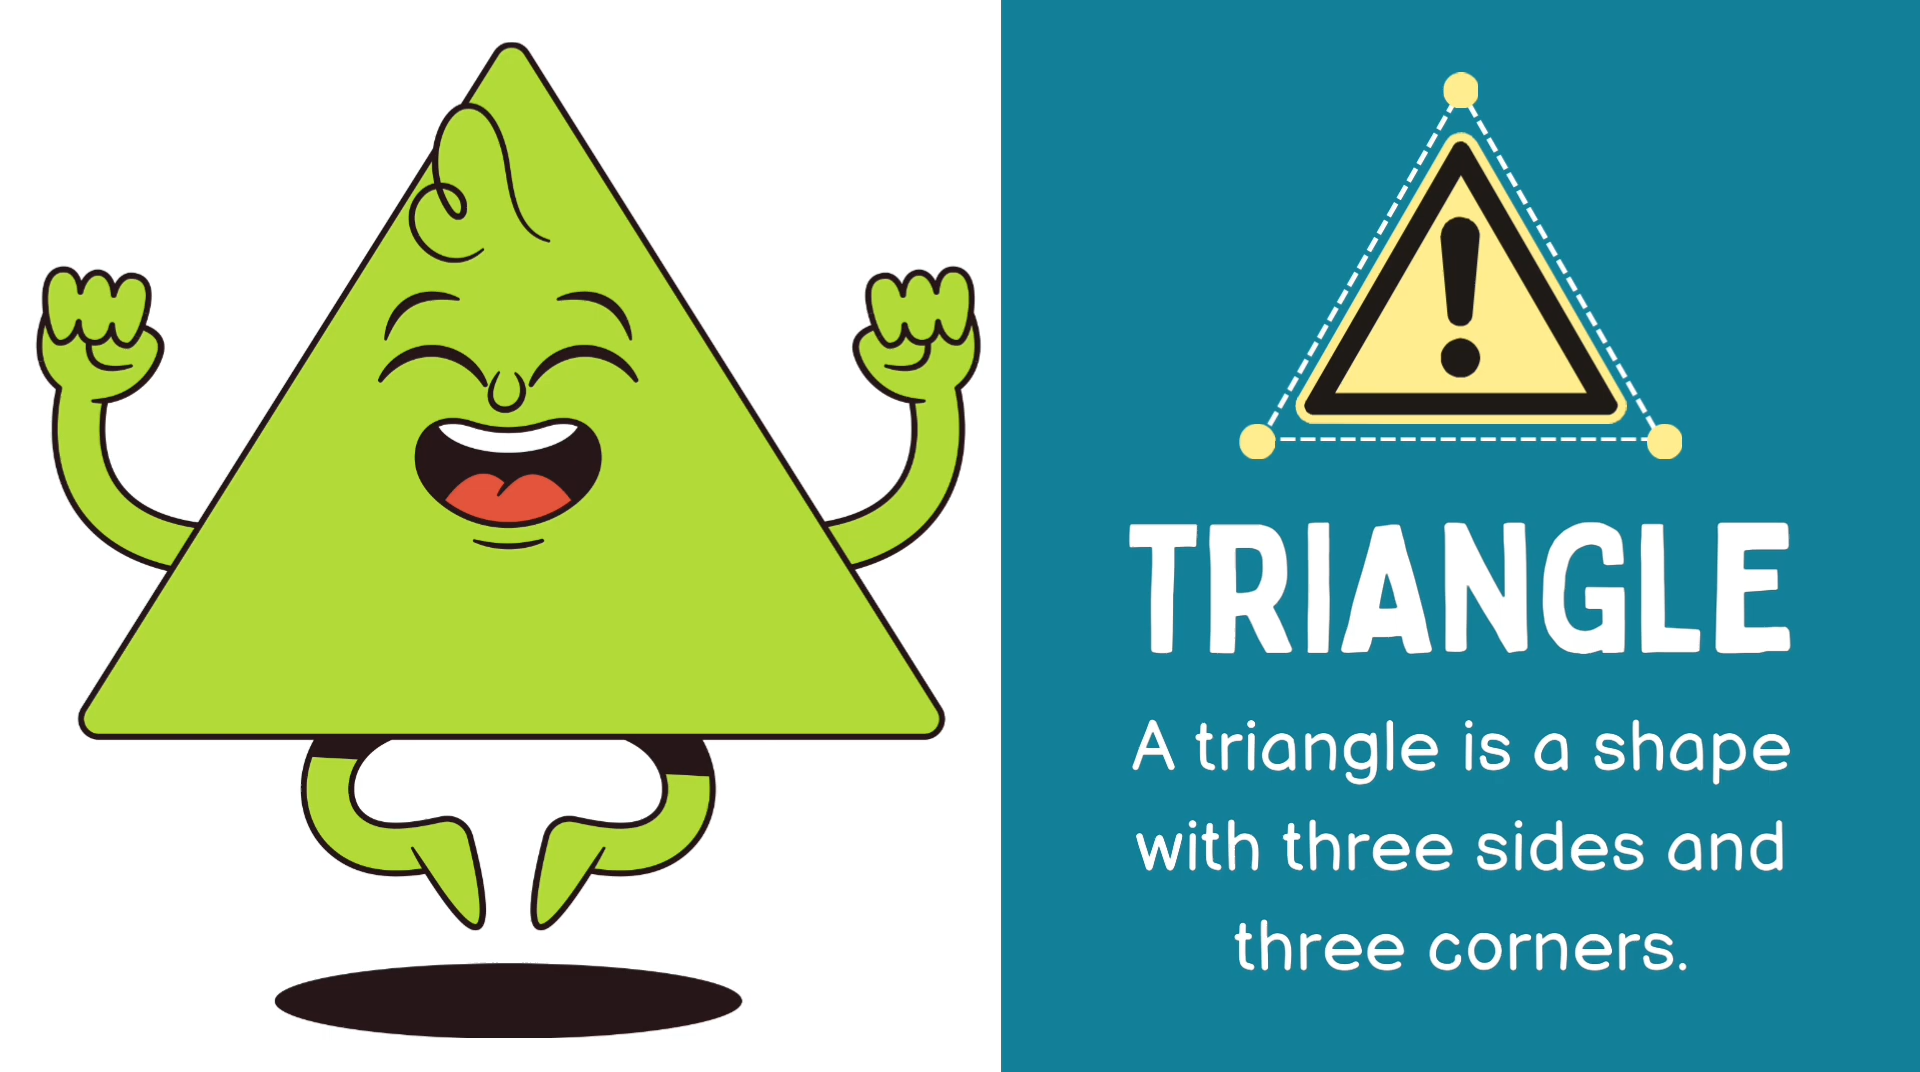 !
TRIANGLE
A triangle is a shape
with three sides and
three corners.